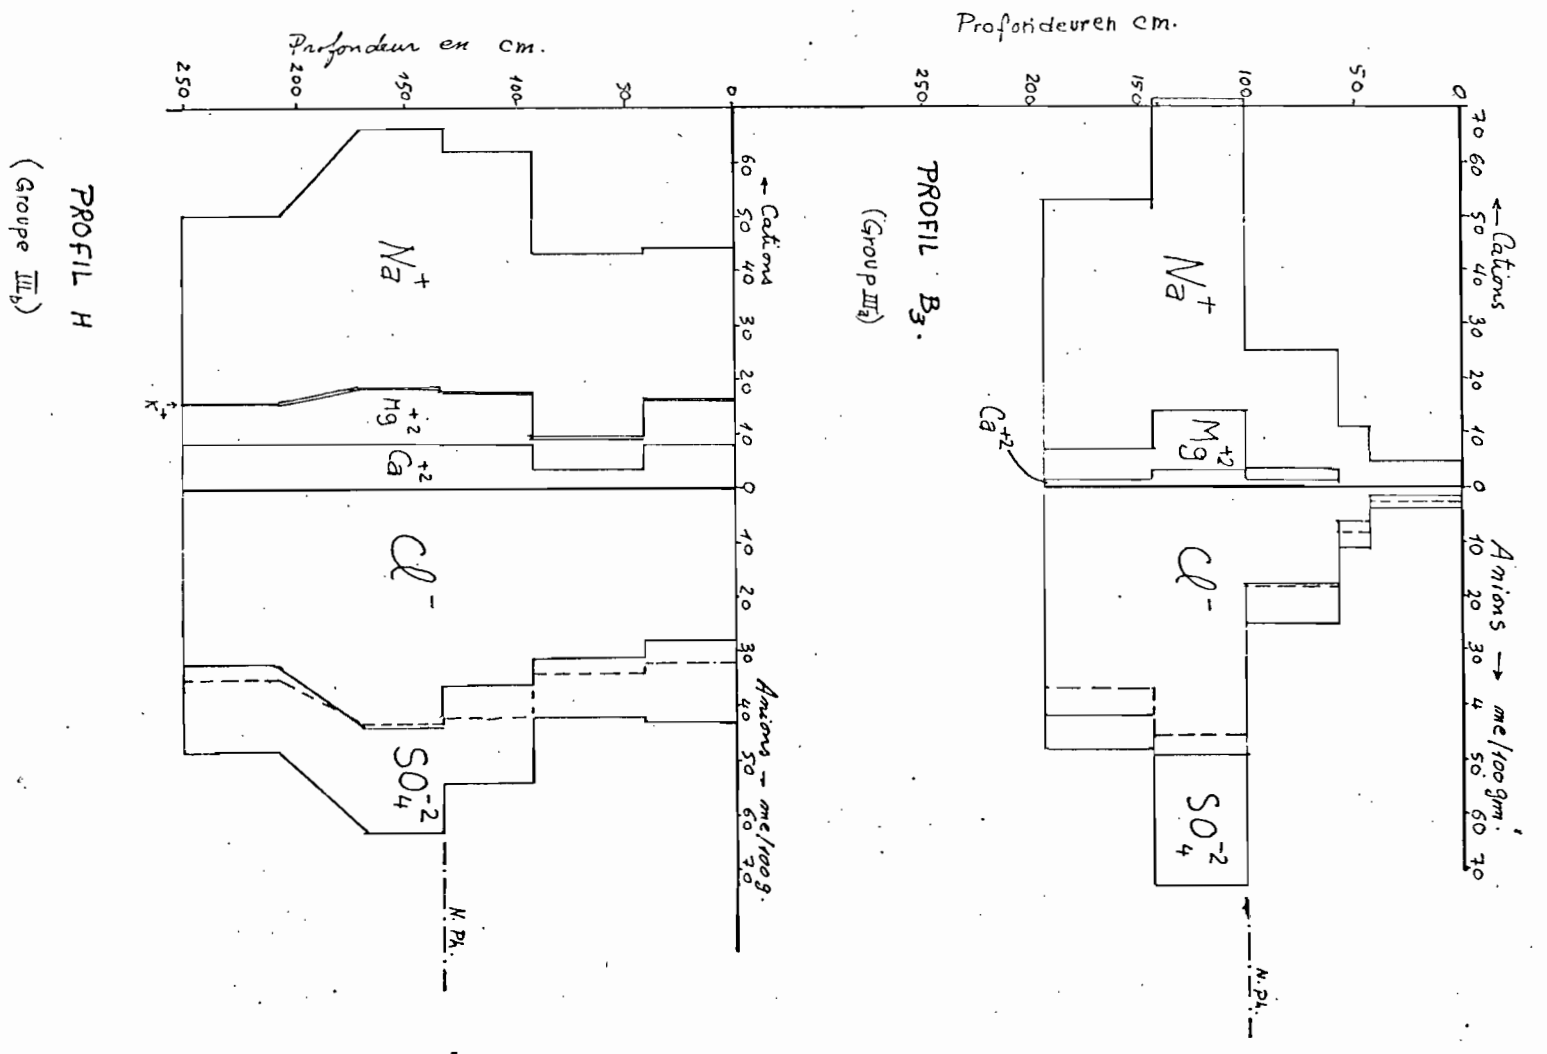 Profondeur en cm.
250 200 150 100 50 0
60 50 40 30 20 10 0 10 20 30 40 50 60 70
← Cations
Anions → me/100g.
Na⁺
K⁺
Mg⁺²
Ca⁺²
Cl⁻
SO₄⁻²
N. Ph.
PROFIL H
(Groupe III_b)
Profondeur en cm.
250 200 150 100 50 0
70 60 50 40 30 20 10 0 10 20 30 4 50 60 70
← Cations
Anions → me/100gm.
Na⁺
Mg⁺²
Ca⁺²
Cl⁻
SO₄⁻²
N. Ph.
PROFIL B₃.
(Group III_a)